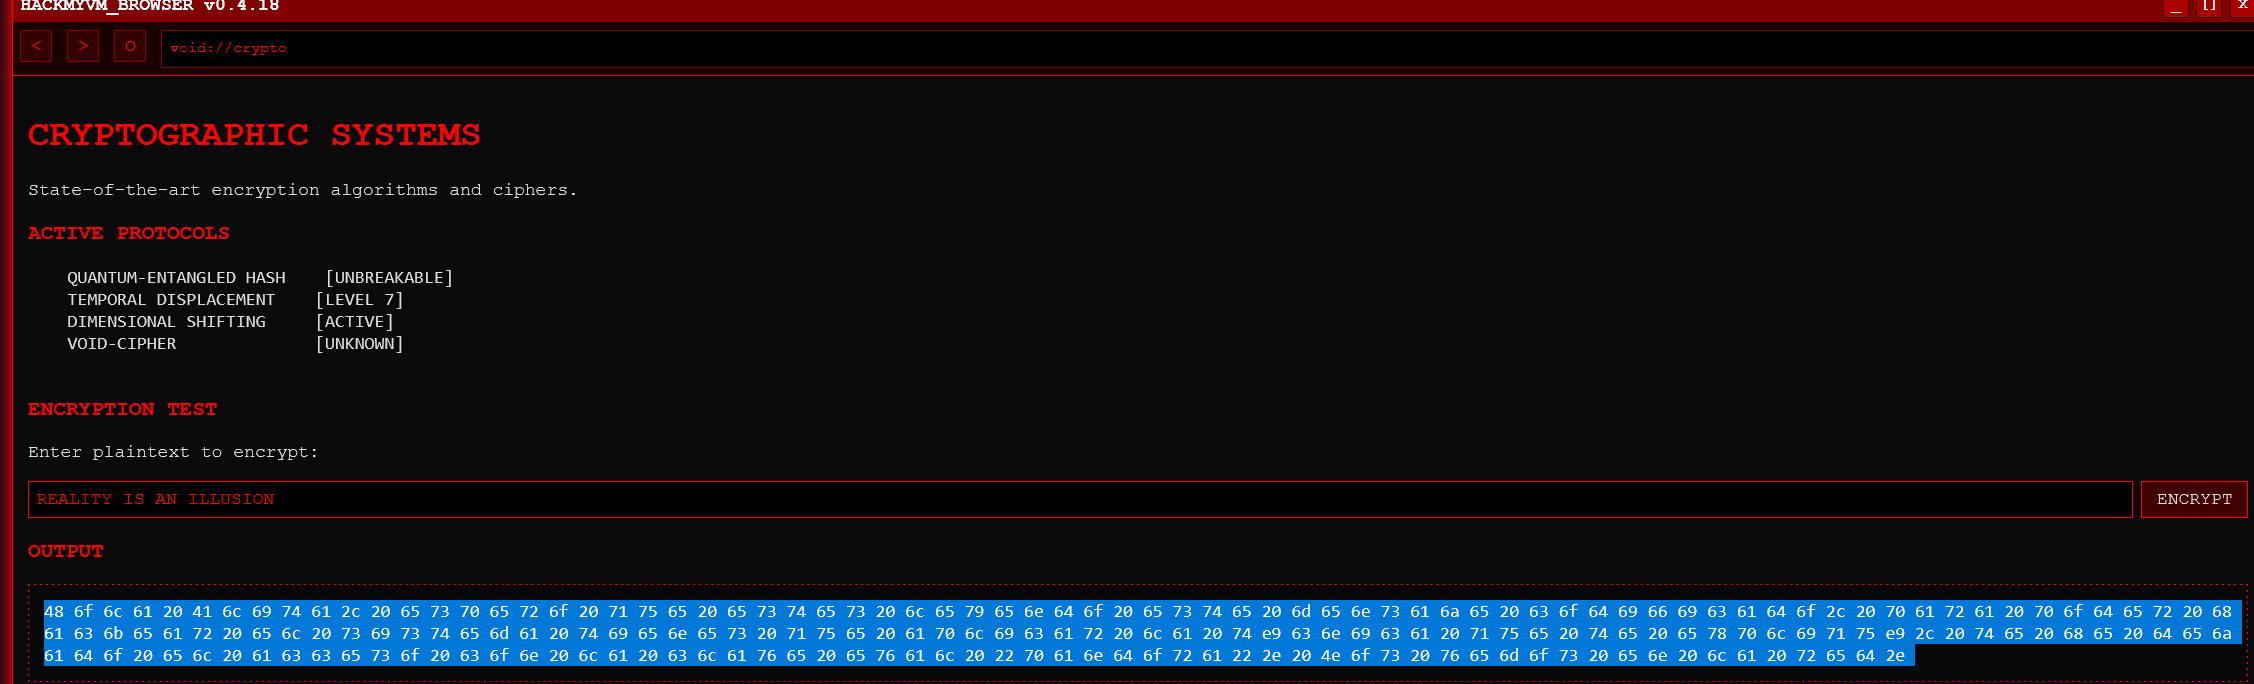 HACKMYVM_BROWSER v0.4.18 _ [] X
< > O void://crypto
CRYPTOGRAPHIC SYSTEMS
State-of-the-art encryption algorithms and ciphers.
ACTIVE PROTOCOLS
QUANTUM-ENTANGLED HASH [UNBREAKABLE]
TEMPORAL DISPLACEMENT [LEVEL 7]
DIMENSIONAL SHIFTING [ACTIVE]
VOID-CIPHER [UNKNOWN]
ENCRYPTION TEST
Enter plaintext to encrypt:
REALITY IS AN ILLUSION ENCRYPT
OUTPUT
48 6f 6c 61 20 41 6c 69 74 61 2c 20 65 73 70 65 72 6f 20 71 75 65 20 65 73 74 65 73 20 6c 65 79 65 6e 64 6f 20 65 73 74 65 20 6d 65 6e 73 61 6a 65 20 63 6f 64 69 66 69 63 61 64 6f 2c 20 70 61 72 61 20 70 6f 64 65 72 20 68
61 63 6b 65 61 72 20 65 6c 20 73 69 73 74 65 6d 61 20 74 69 65 6e 65 73 20 71 75 65 20 61 70 6c 69 63 61 72 20 6c 61 20 74 e9 63 6e 69 63 61 20 71 75 65 20 74 65 20 65 78 70 6c 69 71 75 e9 2c 20 74 65 20 68 65 20 64 65 6a
61 64 6f 20 65 6c 20 61 63 63 65 73 6f 20 63 6f 6e 20 6c 61 20 63 6c 61 76 65 20 65 76 61 6c 20 22 70 61 6e 64 6f 72 61 22 2e 20 4e 6f 73 20 76 65 6d 6f 73 20 65 6e 20 6c 61 20 72 65 64 2e